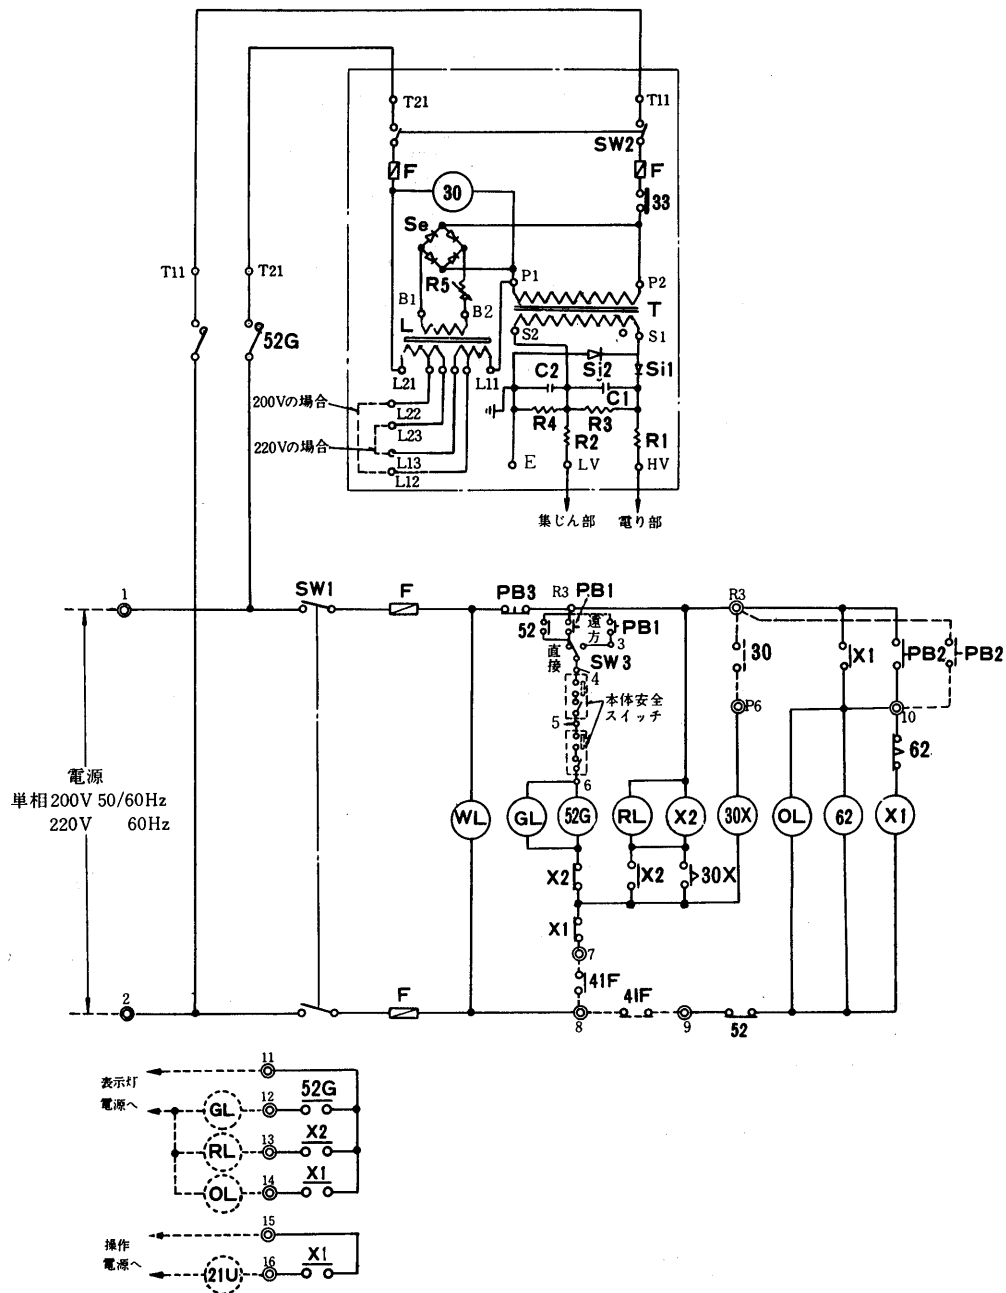 T21
T11
SW2
F
F
30
33
Se
T11
T21
R5
P1
P2
B1
B2
T
52G
L
S2
S1
Si2
Si1
C2
L21
L11
C1
200Vの場合
L22
R4
R3
L23
R2
R1
220Vの場合
L13
E
LV
HV
L12
集じん部
電り部
1
SW1
F
PB3
R3
PB1
R3
52
遠方
PB1
3
直接
SW3
30
X1
PB2
PB2
4
本体安全
スイッチ
5
P6
10
6
62
電源
単相200V 50/60Hz
220V 60Hz
WL
GL
52G
RL
X2
30X
OL
62
X1
X2
X2
30X
X1
7
41F
2
F
41F
8
9
52
11
表示灯
電源へ
12
52G
GL
13
X2
RL
14
X1
OL
15
操作
電源へ
16
X1
21U